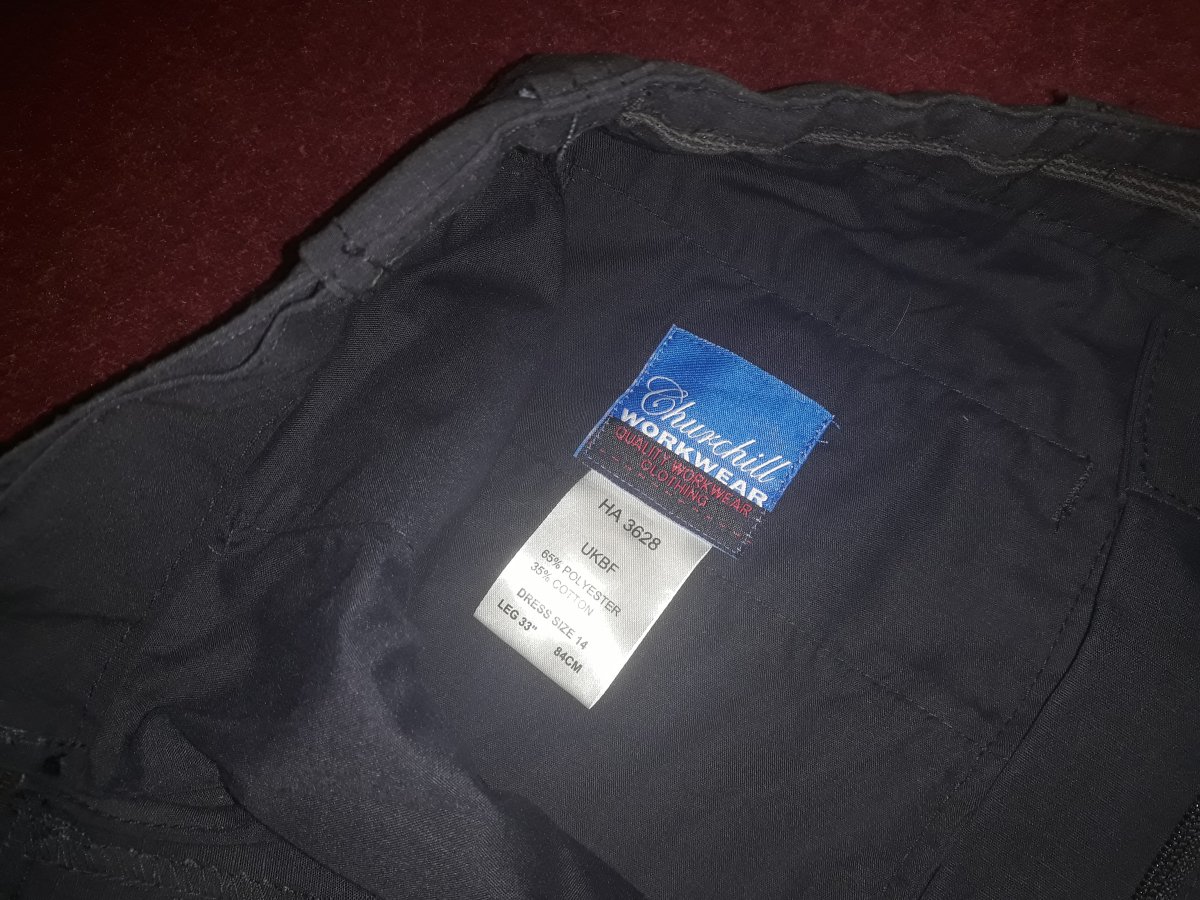 Churchill
WORKWEAR
QUALITY WORKWEAR
CLOTHING
HA 3628
UKBF
65% POLYESTER
35% COTTON
DRESS SIZE 14
LEG 33" 84CM